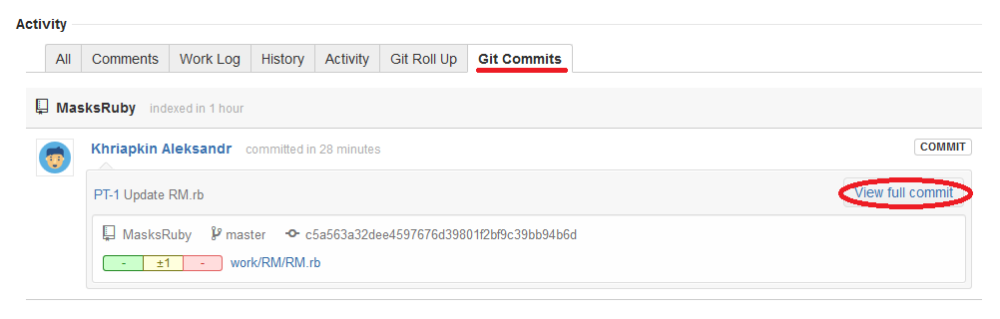 Activity
All Comments Work Log History Activity Git Roll Up Git Commits
MasksRuby indexed in 1 hour
Khriapkin Aleksandr committed in 28 minutes COMMIT
PT-1 Update RM.rb View full commit
MasksRuby master c5a563a32dee4597676d39801f2bf9c39bb94b6d
- ±1 - work/RM/RM.rb